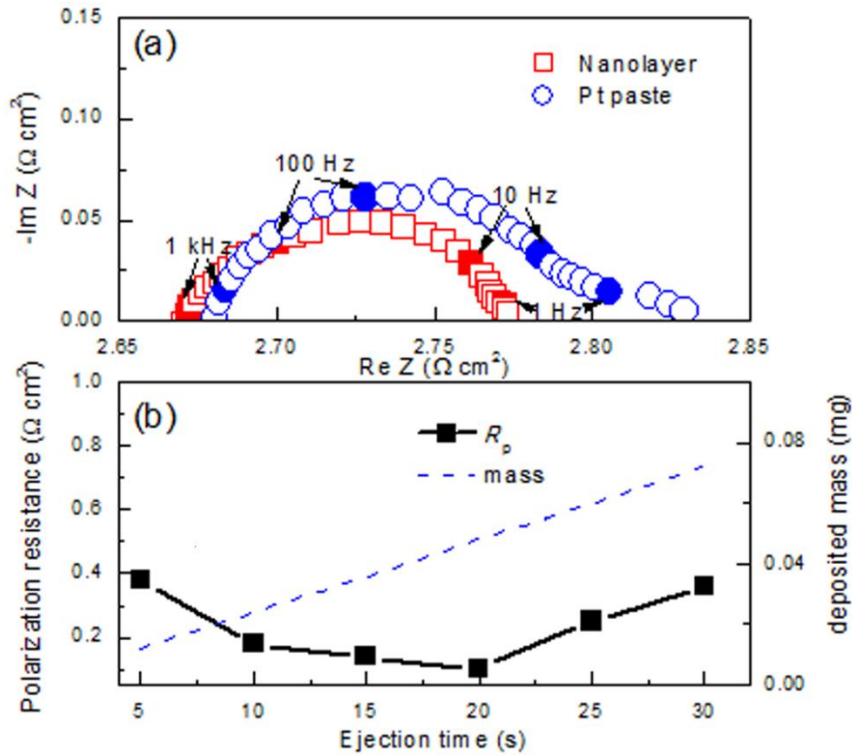 (a)
0.15
0.10
0.05
0.00
-Im Z (Ω cm²)
Nanolayer
Pt paste
100 Hz
10 Hz
1 kHz
1 Hz
2.65 2.70 2.75 2.80 2.85
Re Z (Ω cm²)
(b)
1.0
0.8
0.6
0.4
0.2
Polarization resistance (Ω cm²)
Rp
mass
0.08
0.04
0.00
deposited mass (mg)
5 10 15 20 25 30
Ejection time (s)